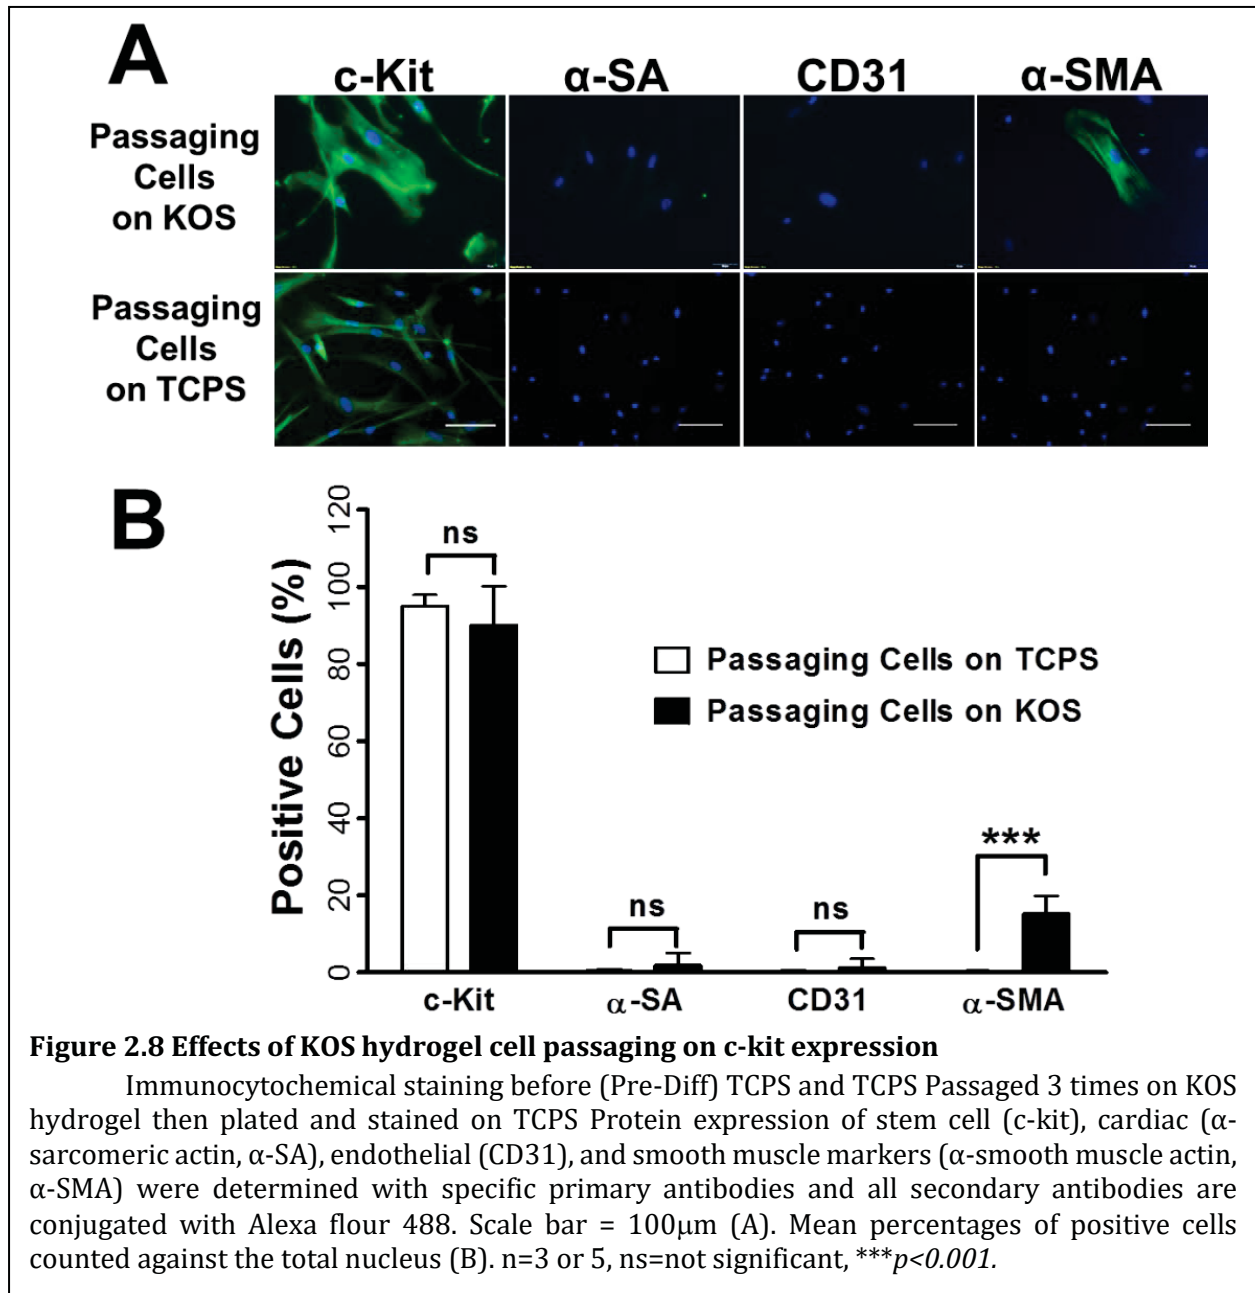 A
c-Kit α-SA CD31 α-SMA
Passaging
Cells
on KOS
Passaging
Cells
on TCPS
B
Positive Cells (%)
120
100
80
60
40
20
0
ns
ns
ns
***
Passaging Cells on TCPS
Passaging Cells on KOS
c-Kit α-SA CD31 α-SMA
Figure 2.8 Effects of KOS hydrogel cell passaging on c-kit expression
Immunocytochemical staining before (Pre-Diff) TCPS and TCPS Passaged 3 times on KOS
hydrogel then plated and stained on TCPS Protein expression of stem cell (c-kit), cardiac (α-
sarcomeric actin, α-SA), endothelial (CD31), and smooth muscle markers (α-smooth muscle actin,
α-SMA) were determined with specific primary antibodies and all secondary antibodies are
conjugated with Alexa flour 488. Scale bar = 100μm (A). Mean percentages of positive cells
counted against the total nucleus (B). n=3 or 5, ns=not significant, ***p<0.001.